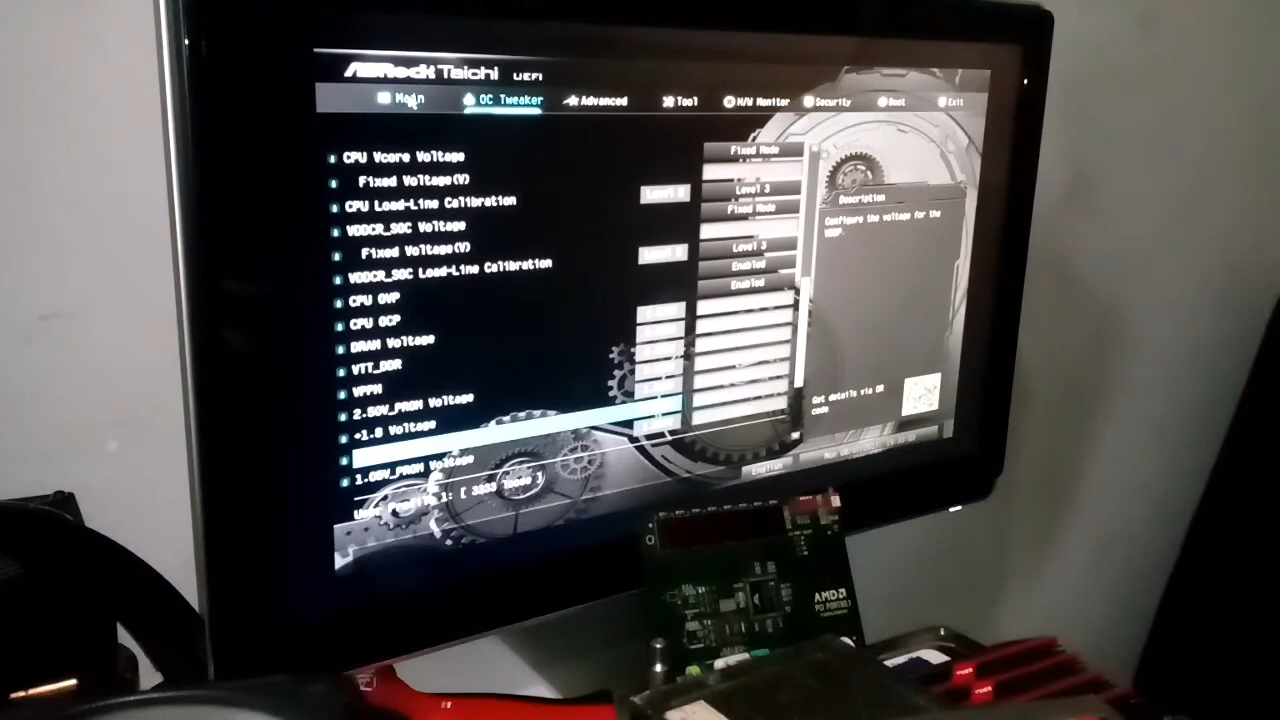 ASRock Taichi UEFI
Main OC Tweaker Advanced Tool H/W Monitor Security Boot Exit
CPU Vcore Voltage Fixed Mode
Fixed Voltage(V)
CPU Load-Line Calibration Level 3
VDDCR_SOC Voltage Fixed Mode
Fixed Voltage(V)
VDDCR_SOC Load-Line Calibration Level 3
CPU OVP Enabled
CPU OCP Enabled
DRAM Voltage
VTT_DDR
VPPM
2.50V_PROM Voltage
+1.8 Voltage
1.05V_PROM Voltage
Description
Configure the voltage for the
Get details via QR
code
English
AMD